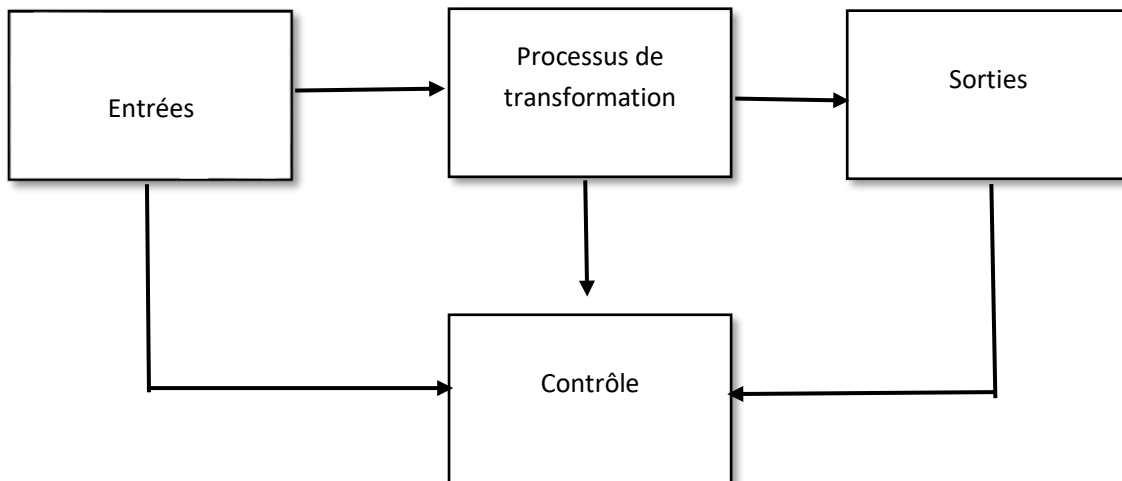 Entrées
Processus de
transformation
Sorties
Contrôle